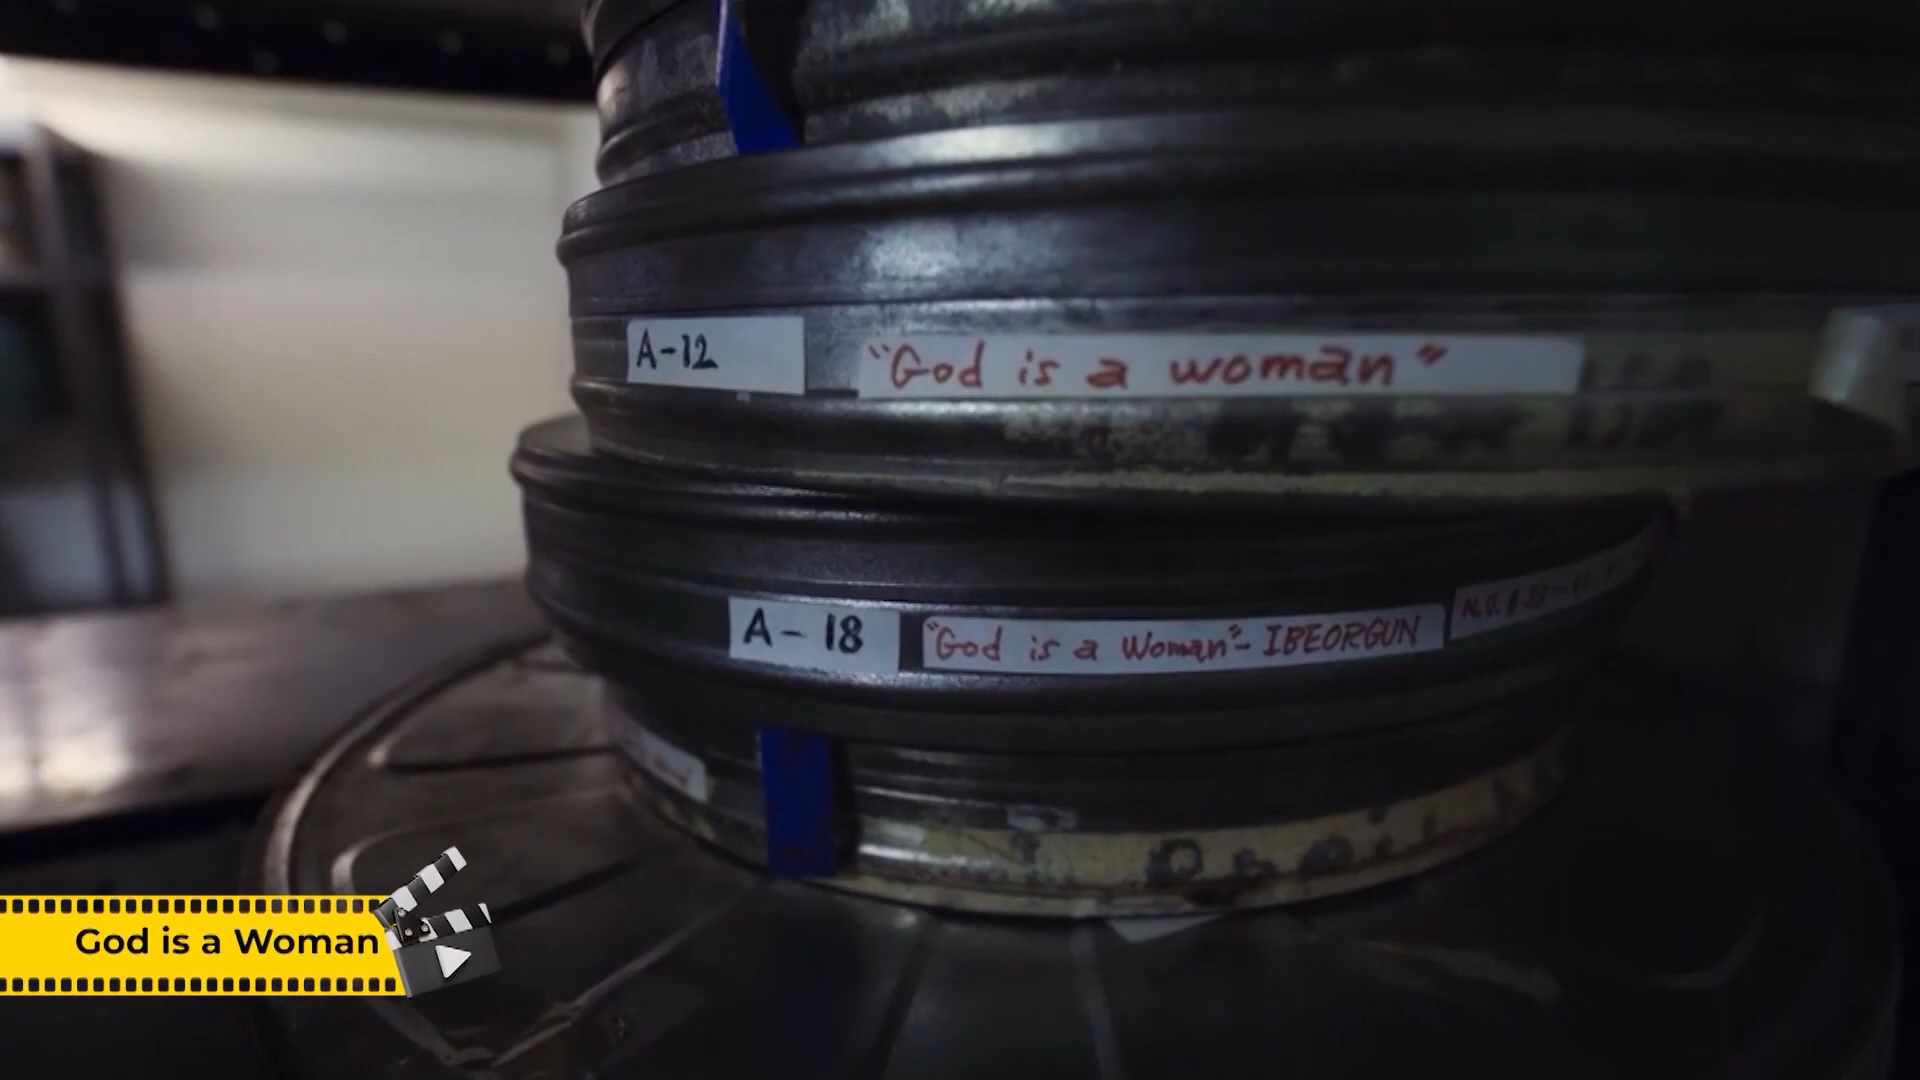 A-12 "God is a woman"
A-18 "God is a Woman"- IBEORGUN
God is a Woman